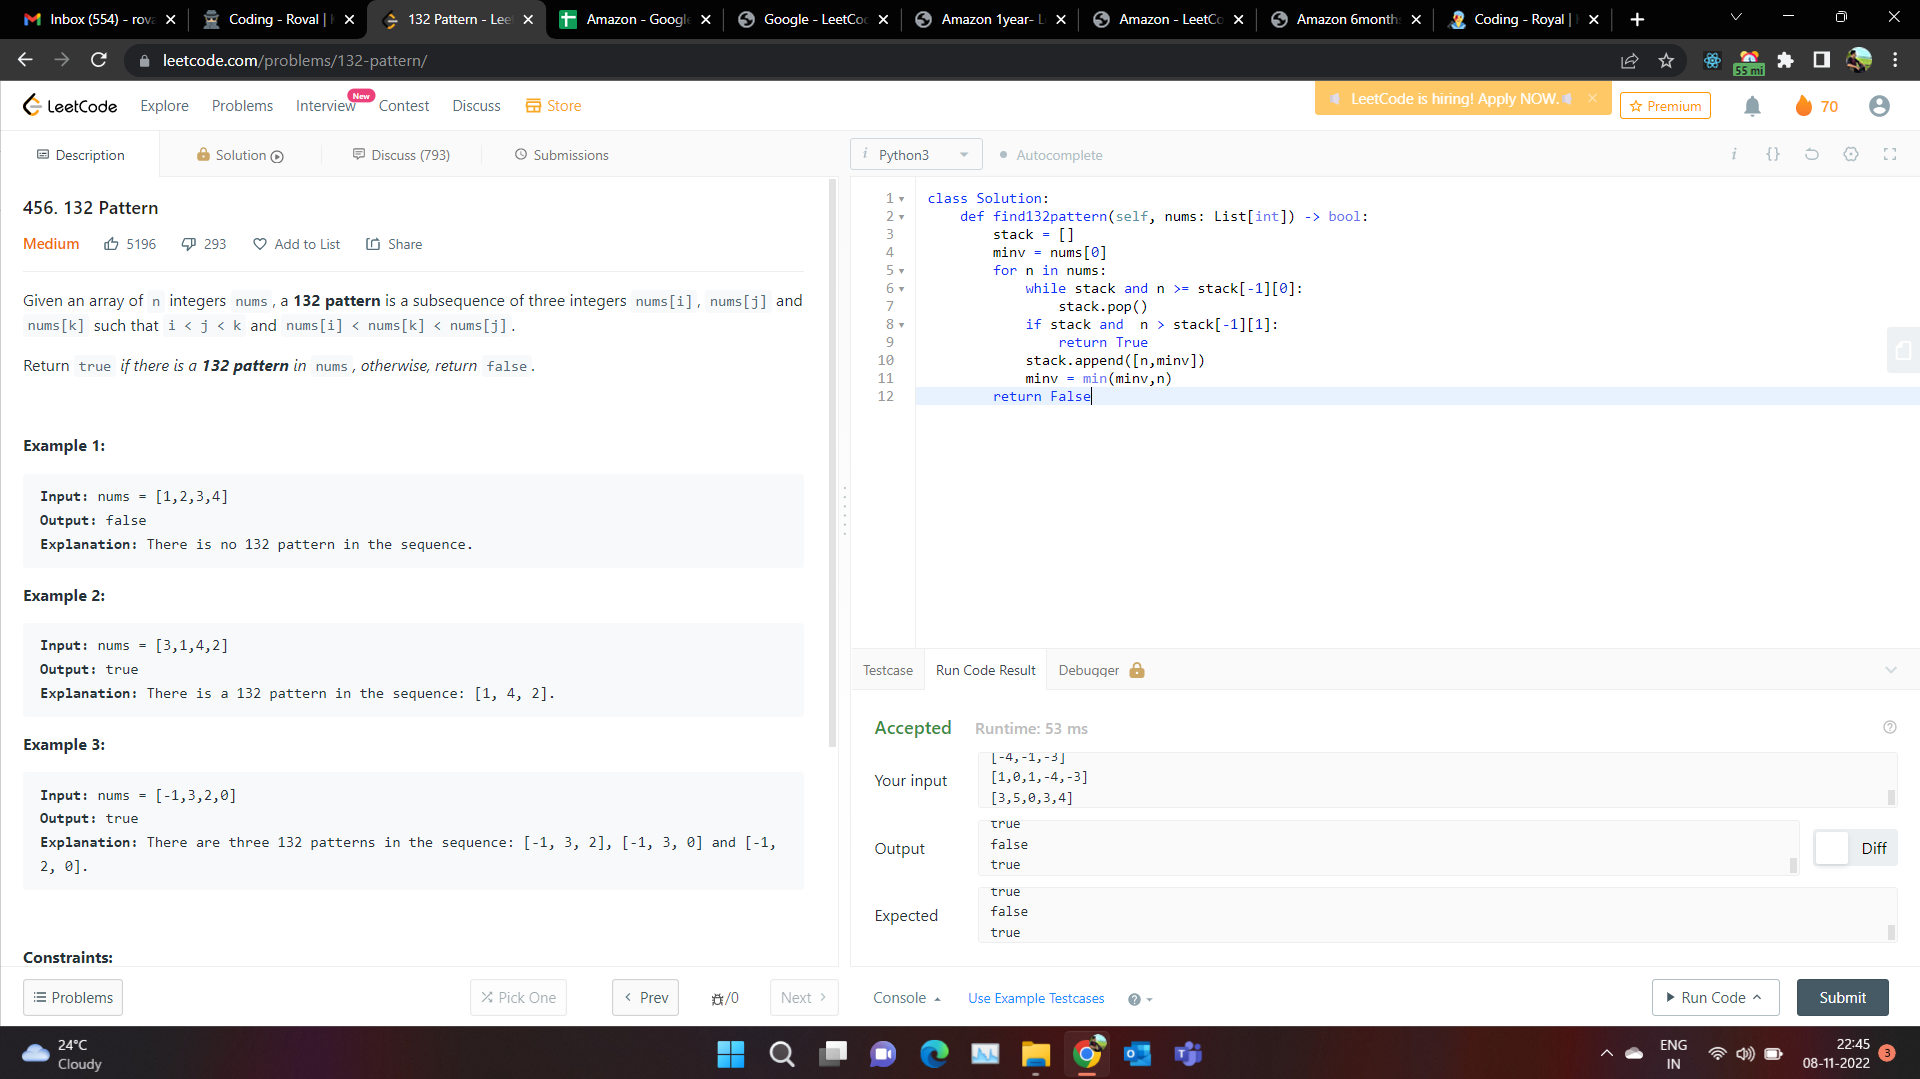 Inbox (554) - rova
Coding - Royal |
132 Pattern - Leet
Amazon - Google
Google - LeetCo
Amazon 1year- L
Amazon - LeetCo
Amazon 6month
Coding - Royal |
leetcode.com/problems/132-pattern/
55 mi
LeetCode Explore Problems Interview New Contest Discuss Store
LeetCode is hiring! Apply NOW.
Premium
70
Description Solution Discuss (793) Submissions
i Python3 Autocomplete
456. 132 Pattern
Medium 5196 293 Add to List Share
Given an array of n integers nums, a 132 pattern is a subsequence of three integers nums[i], nums[j] and
nums[k] such that i < j < k and nums[i] < nums[k] < nums[j].
Return true if there is a 132 pattern in nums, otherwise, return false.
Example 1:
Input: nums = [1,2,3,4]
Output: false
Explanation: There is no 132 pattern in the sequence.
Example 2:
Input: nums = [3,1,4,2]
Output: true
Explanation: There is a 132 pattern in the sequence: [1, 4, 2].
Example 3:
Input: nums = [-1,3,2,0]
Output: true
Explanation: There are three 132 patterns in the sequence: [-1, 3, 2], [-1, 3, 0] and [-1,
2, 0].
Constraints:
Problems Pick One Prev /0 Next
1 class Solution:
2 def find132pattern(self, nums: List[int]) -> bool:
3 stack = []
4 minv = nums[0]
5 for n in nums:
6 while stack and n >= stack[-1][0]:
7 stack.pop()
8 if stack and  n > stack[-1][1]:
9 return True
10 stack.append([n,minv])
11 minv = min(minv,n)
12 return False
Testcase Run Code Result Debugger
Accepted Runtime: 53 ms
Your input
[-4,-1,-3]
[1,0,1,-4,-3]
[3,5,0,3,4]
Output
true
false
true
Diff
Expected
true
false
true
Console Use Example Testcases Run Code Submit
24°C
Cloudy
ENG
IN
22:45
08-11-2022
3